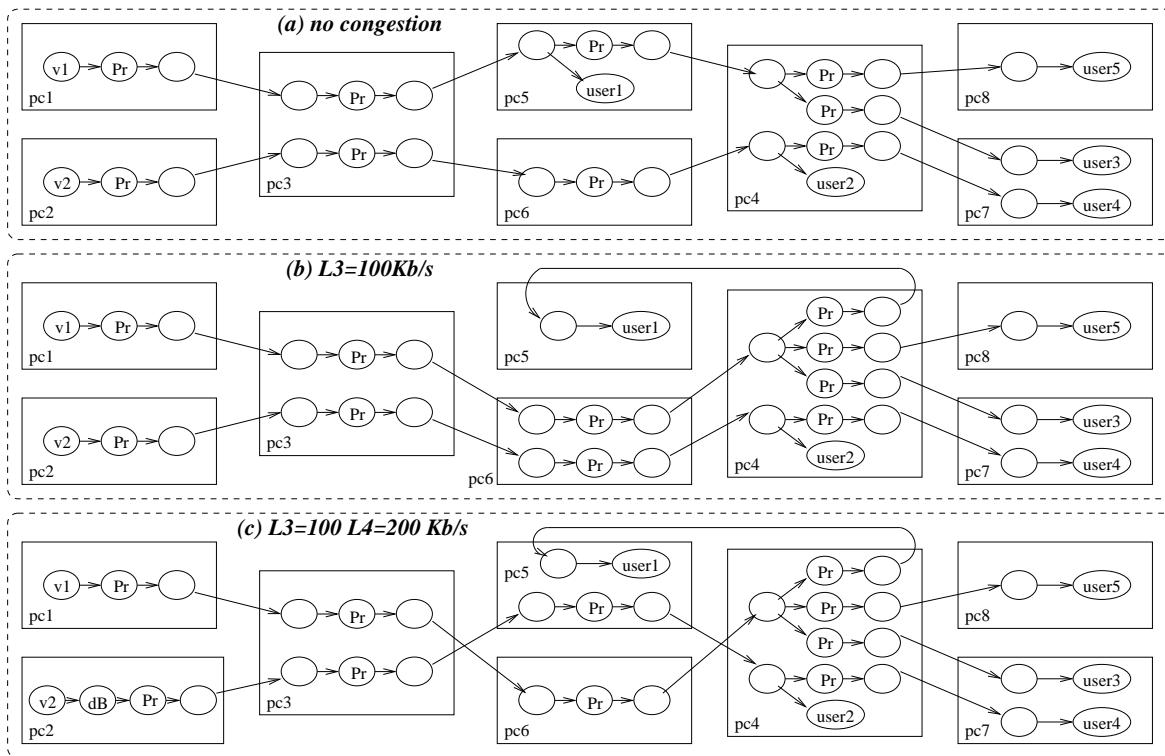 (a) no congestion
v1 Pr
pc1
v2 Pr
pc2
Pr
Pr
pc3
Pr
user1
pc5
Pr
pc6
Pr
Pr
Pr
user2
pc4
user5
pc8
user3
user4
pc7
(b) L3=100Kb/s
v1 Pr
pc1
v2 Pr
pc2
Pr
Pr
pc3
user1
pc5
Pr
Pr
pc6
Pr
Pr
Pr
Pr
user2
pc4
user5
pc8
user3
user4
pc7
(c) L3=100 L4=200 Kb/s
v1 Pr
pc1
v2 dB Pr
pc2
Pr
Pr
pc3
user1
pc5
Pr
Pr
pc6
Pr
Pr
Pr
Pr
user2
pc4
user5
pc8
user3
user4
pc7